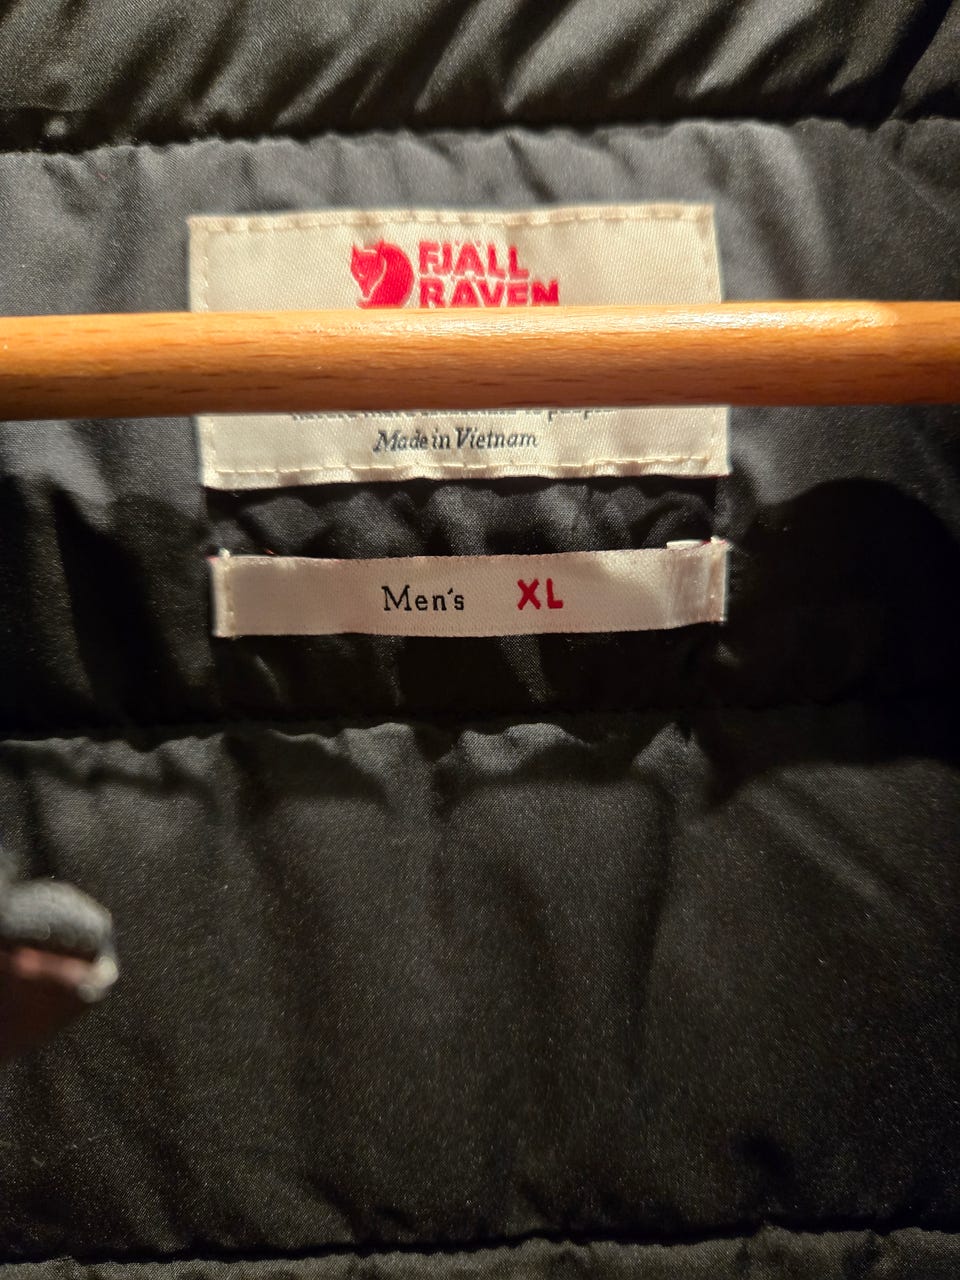 FJÄLL
RÄVEN
Made in Vietnam
Men's XL